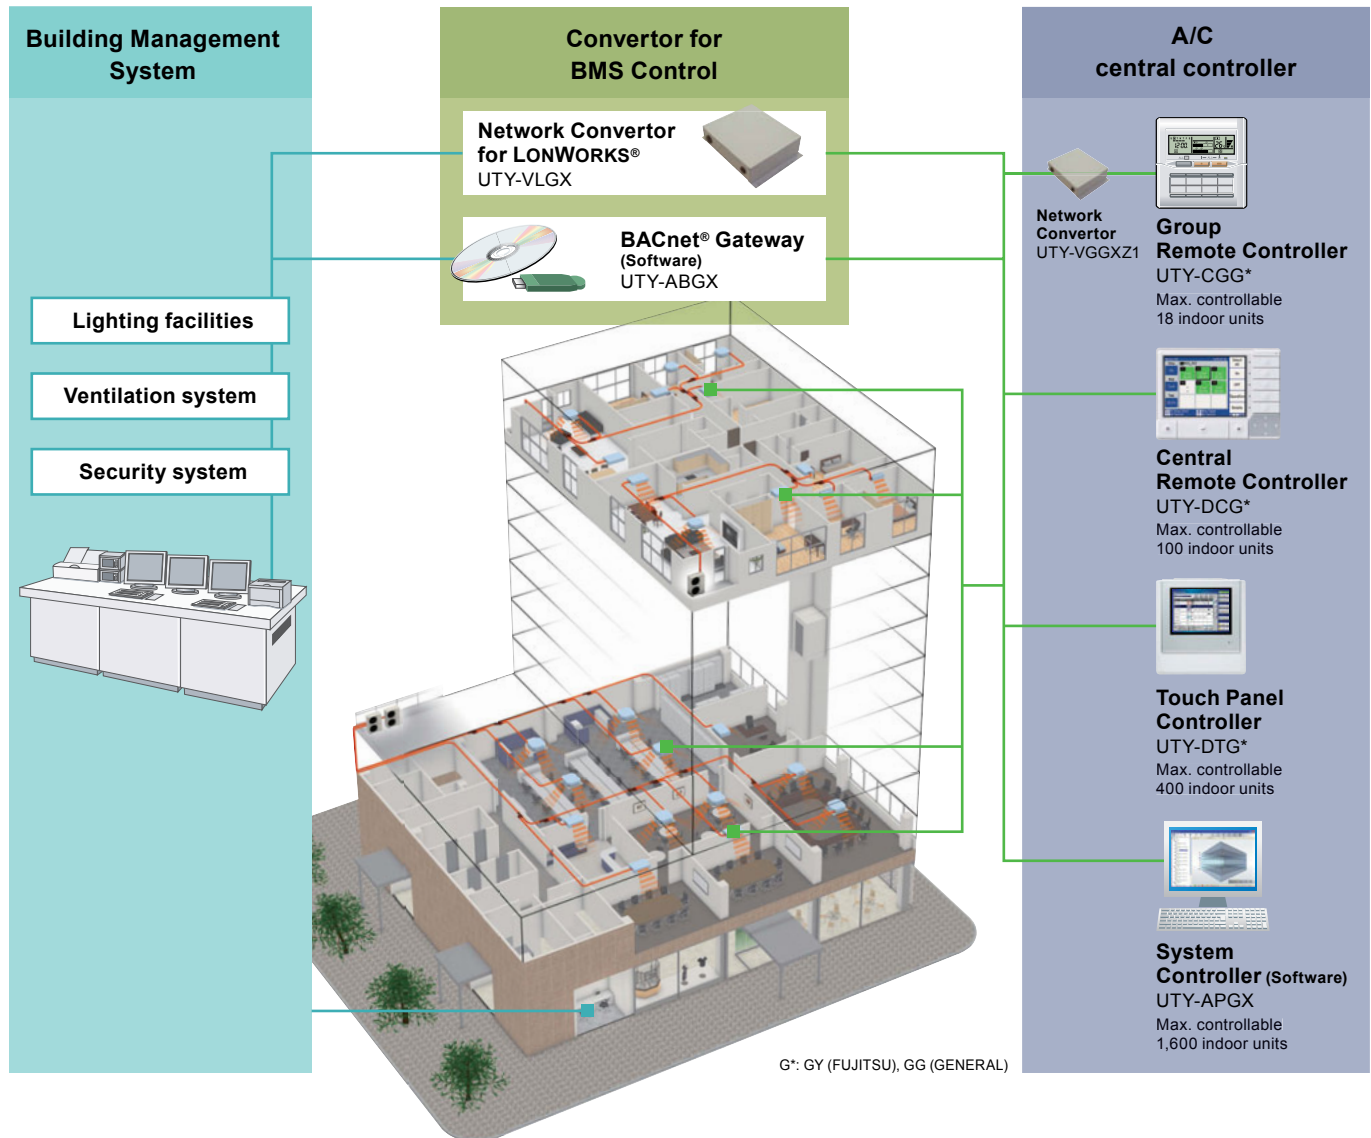 Building Management
System
Lighting facilities
Ventilation system
Security system
Convertor for
BMS Control
Network Convertor
for LONWORKS®
UTY-VLGX
BACnet® Gateway
(Software)
UTY-ABGX
A/C
central controller
Network
Convertor
UTY-VGGXZ1
Group
Remote Controller
UTY-CGG*
Max. controllable
18 indoor units
Central
Remote Controller
UTY-DCG*
Max. controllable
100 indoor units
Touch Panel
Controller
UTY-DTG*
Max. controllable
400 indoor units
System
Controller (Software)
UTY-APGX
Max. controllable
1,600 indoor units
G*: GY (FUJITSU), GG (GENERAL)